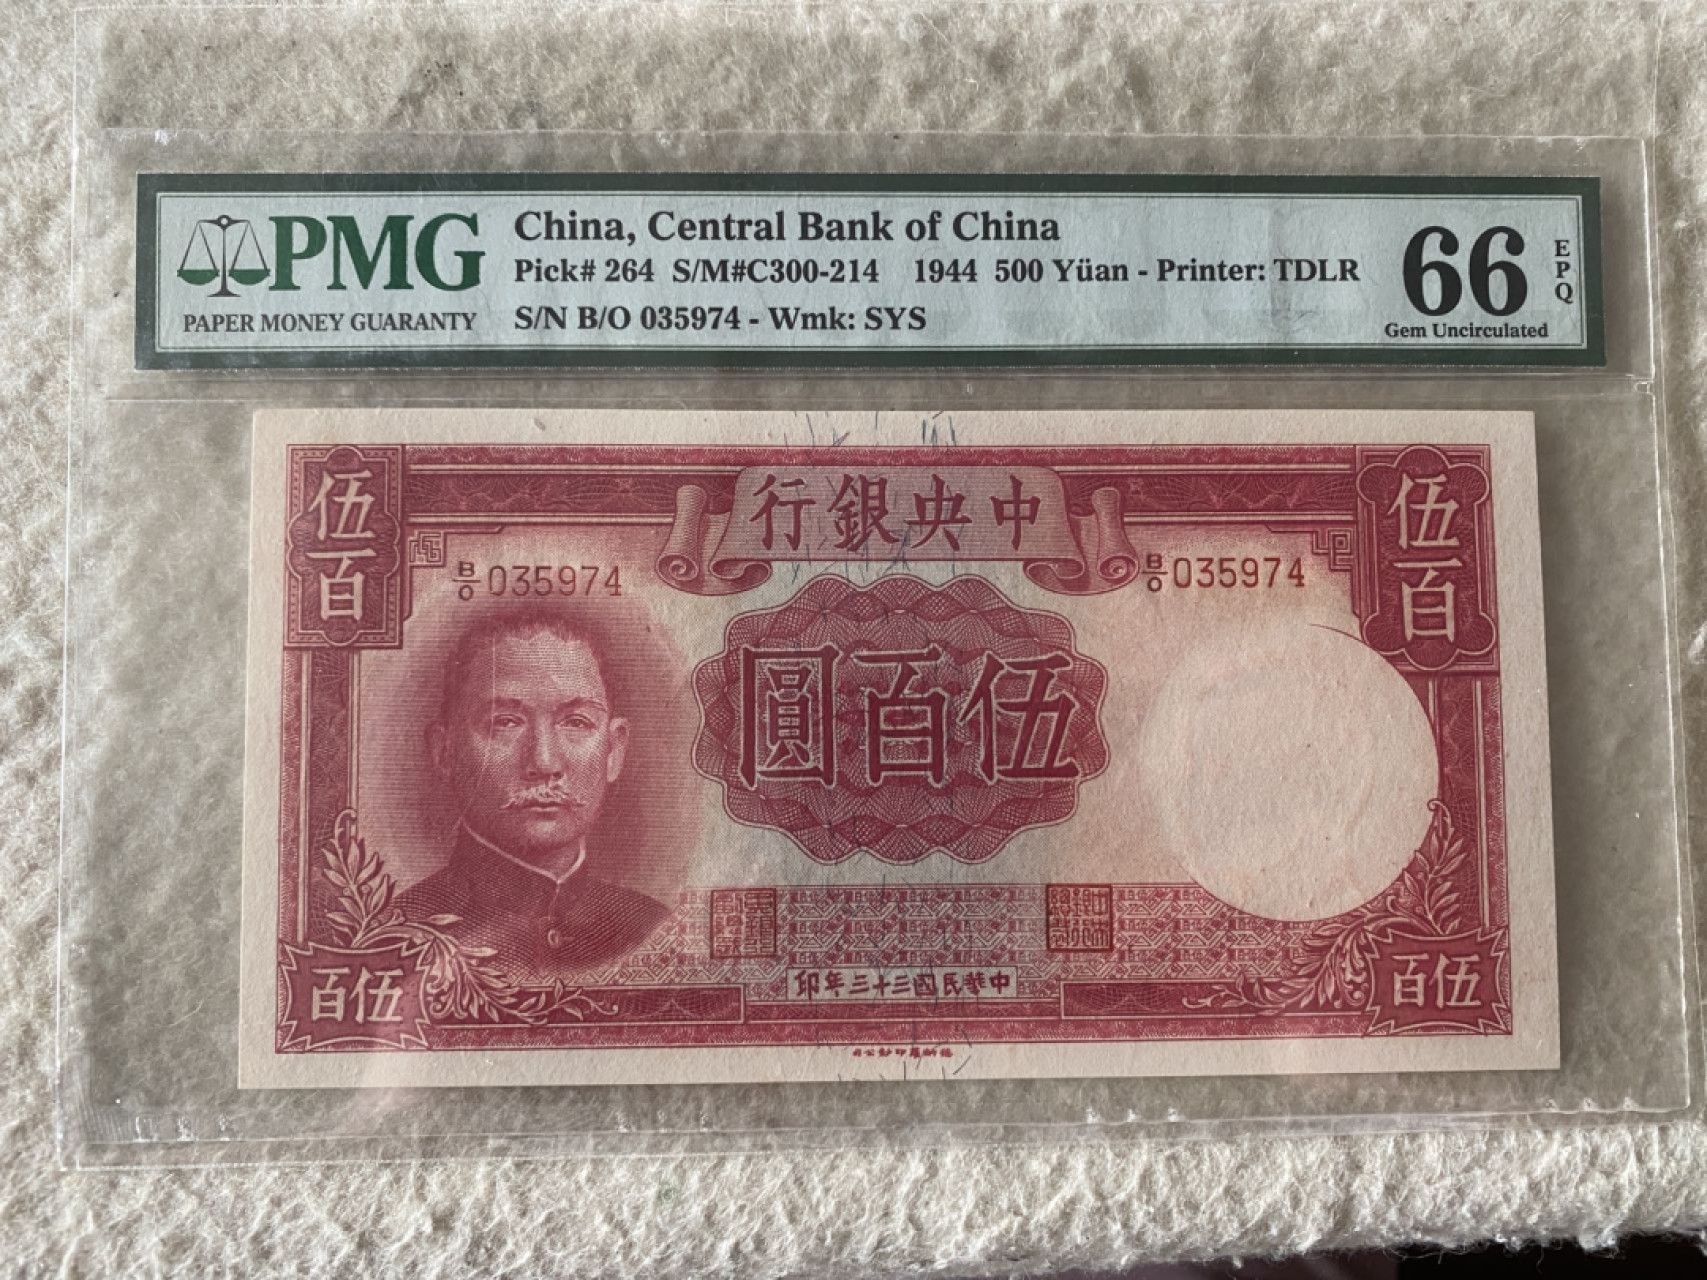 PMG
PAPER MONEY GUARANTY
China, Central Bank of China
Pick# 264 S/M#C300-214 1944 500 Yüan - Printer: TDLR
S/N B/O 035974 - Wmk: SYS
66
EPQ
Gem Uncirculated
伍百
行銀央中
伍百
B/O 035974
B/O 035974
圓百伍
印年三十三國民華中
百伍
百伍